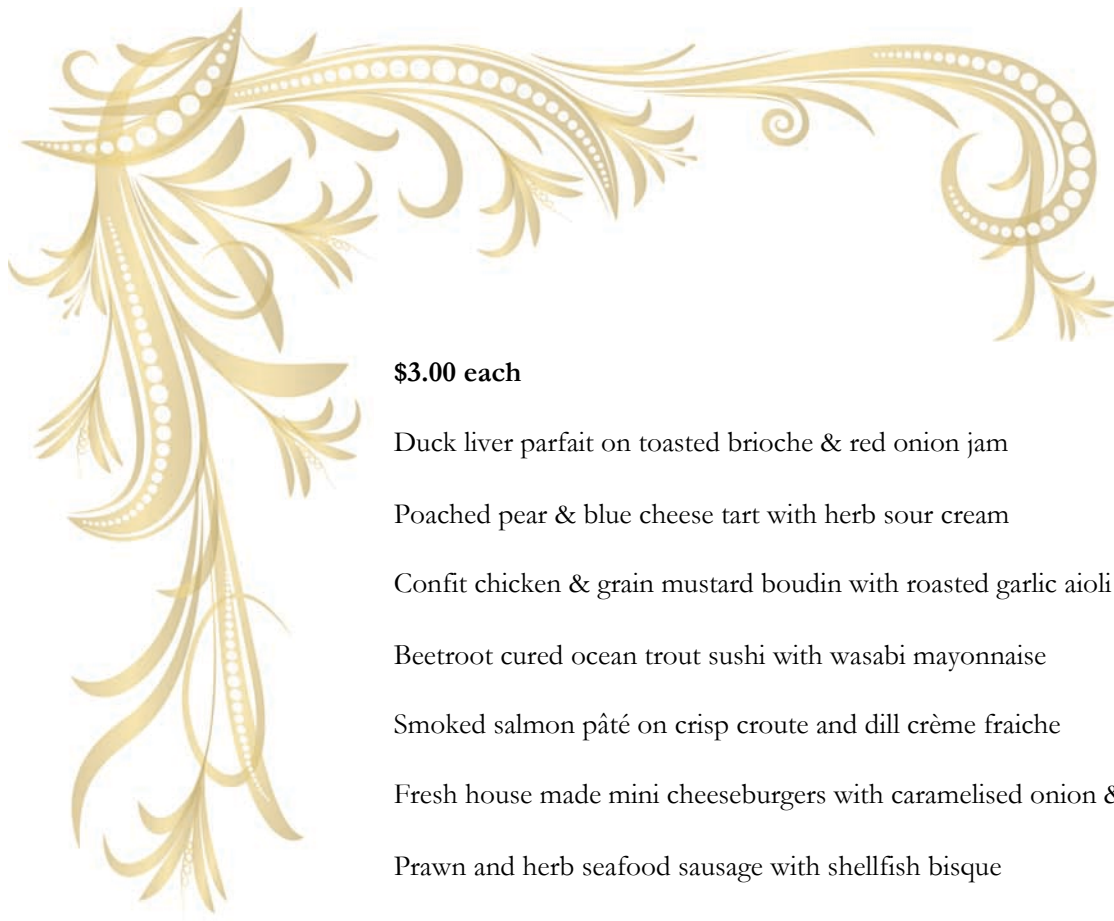 $3.00 each
Duck liver parfait on toasted brioche & red onion jam
Poached pear & blue cheese tart with herb sour cream
Confit chicken & grain mustard boudin with roasted garlic aioli
Beetroot cured ocean trout sushi with wasabi mayonnaise
Smoked salmon pâté on crisp croute and dill crème fraiche
Fresh house made mini cheeseburgers with caramelised onion &
Prawn and herb seafood sausage with shellfish bisque